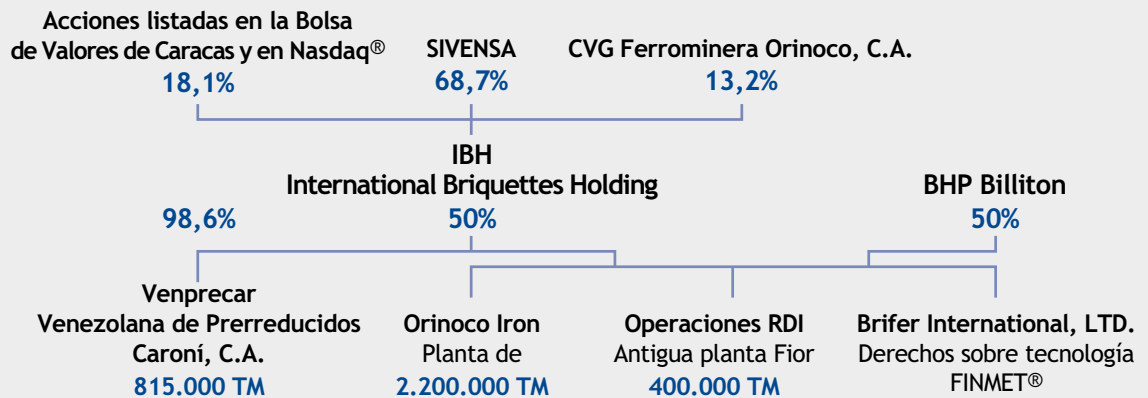 Acciones listadas en la Bolsa
de Valores de Caracas y en Nasdaq®
18,1%
SIVENSA
68,7%
CVG Ferrominera Orinoco, C.A.
13,2%
IBH
International Briquettes Holding
BHP Billiton
98,6%
50%
50%
Venprecar
Venezolana de Prerreducidos
Caroní, C.A.
815.000 TM
Orinoco Iron
Planta de
2.200.000 TM
Operaciones RDI
Antigua planta Fior
400.000 TM
Brifer International, LTD.
Derechos sobre tecnología
FINMET®